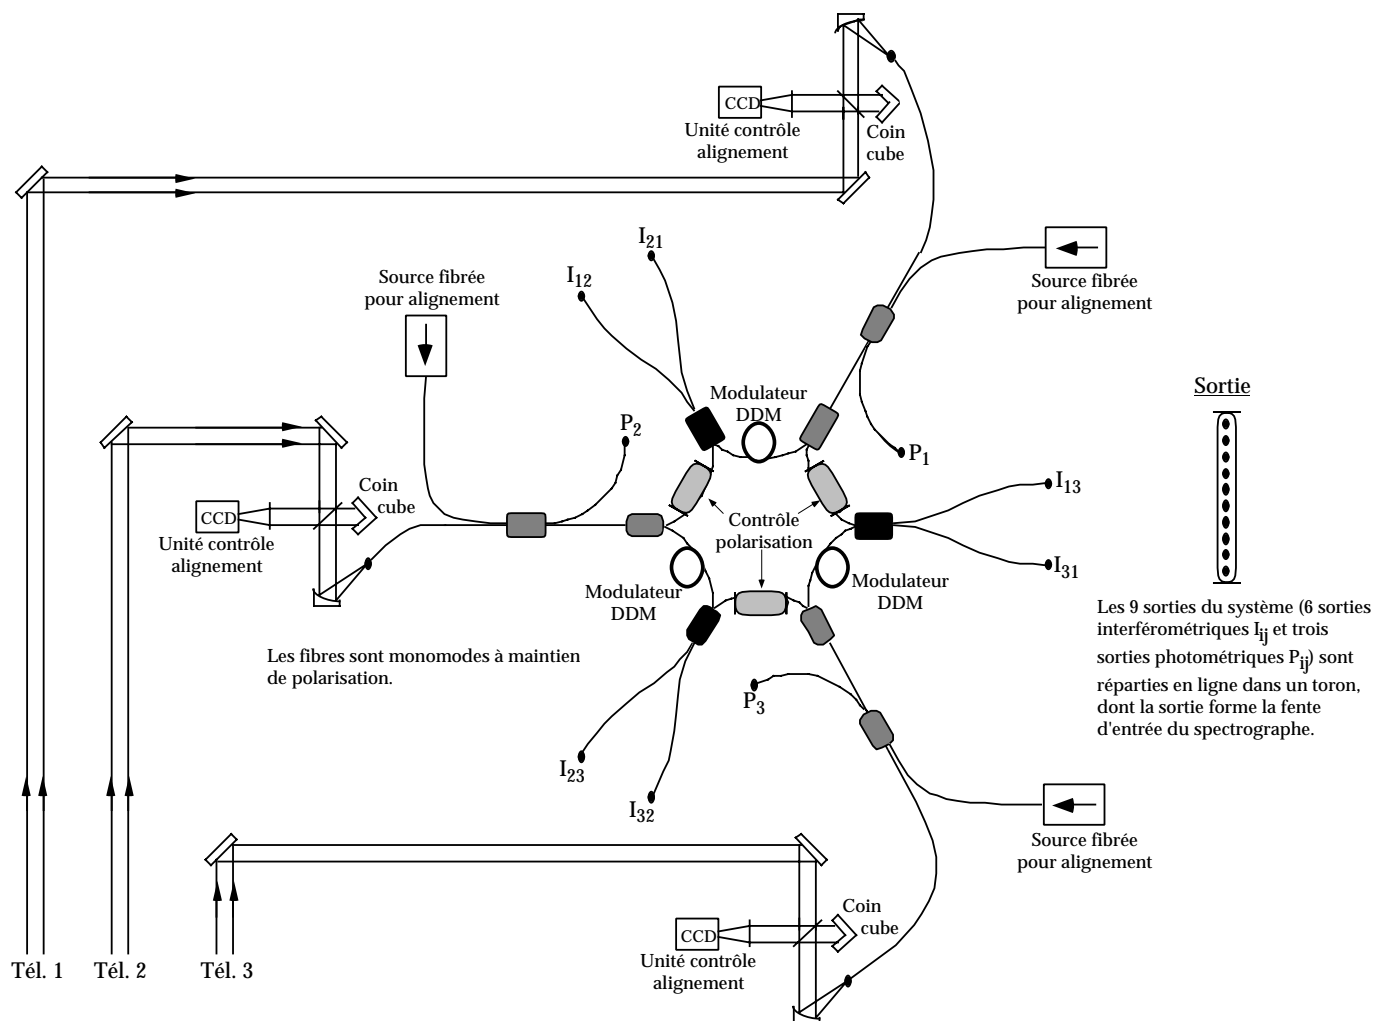 CCD
Unité contrôle
alignement
Coin
cube
I21
I12
Source fibrée
pour alignement
Source fibrée
pour alignement
Modulateur
DDM
P2
P1
Sortie
Coin
cube
CCD
Unité contrôle
alignement
I13
Contrôle
polarisation
I31
Modulateur
DDM
Modulateur
DDM
Les 9 sorties du système (6 sorties
interférométriques Iij et trois
sorties photométriques Pij) sont
réparties en ligne dans un toron,
dont la sortie forme la fente
d'entrée du spectrographe.
Les fibres sont monomodes à maintien
de polarisation.
P3
I23
I32
Source fibrée
pour alignement
Coin
cube
CCD
Unité contrôle
alignement
Tél. 1
Tél. 2
Tél. 3